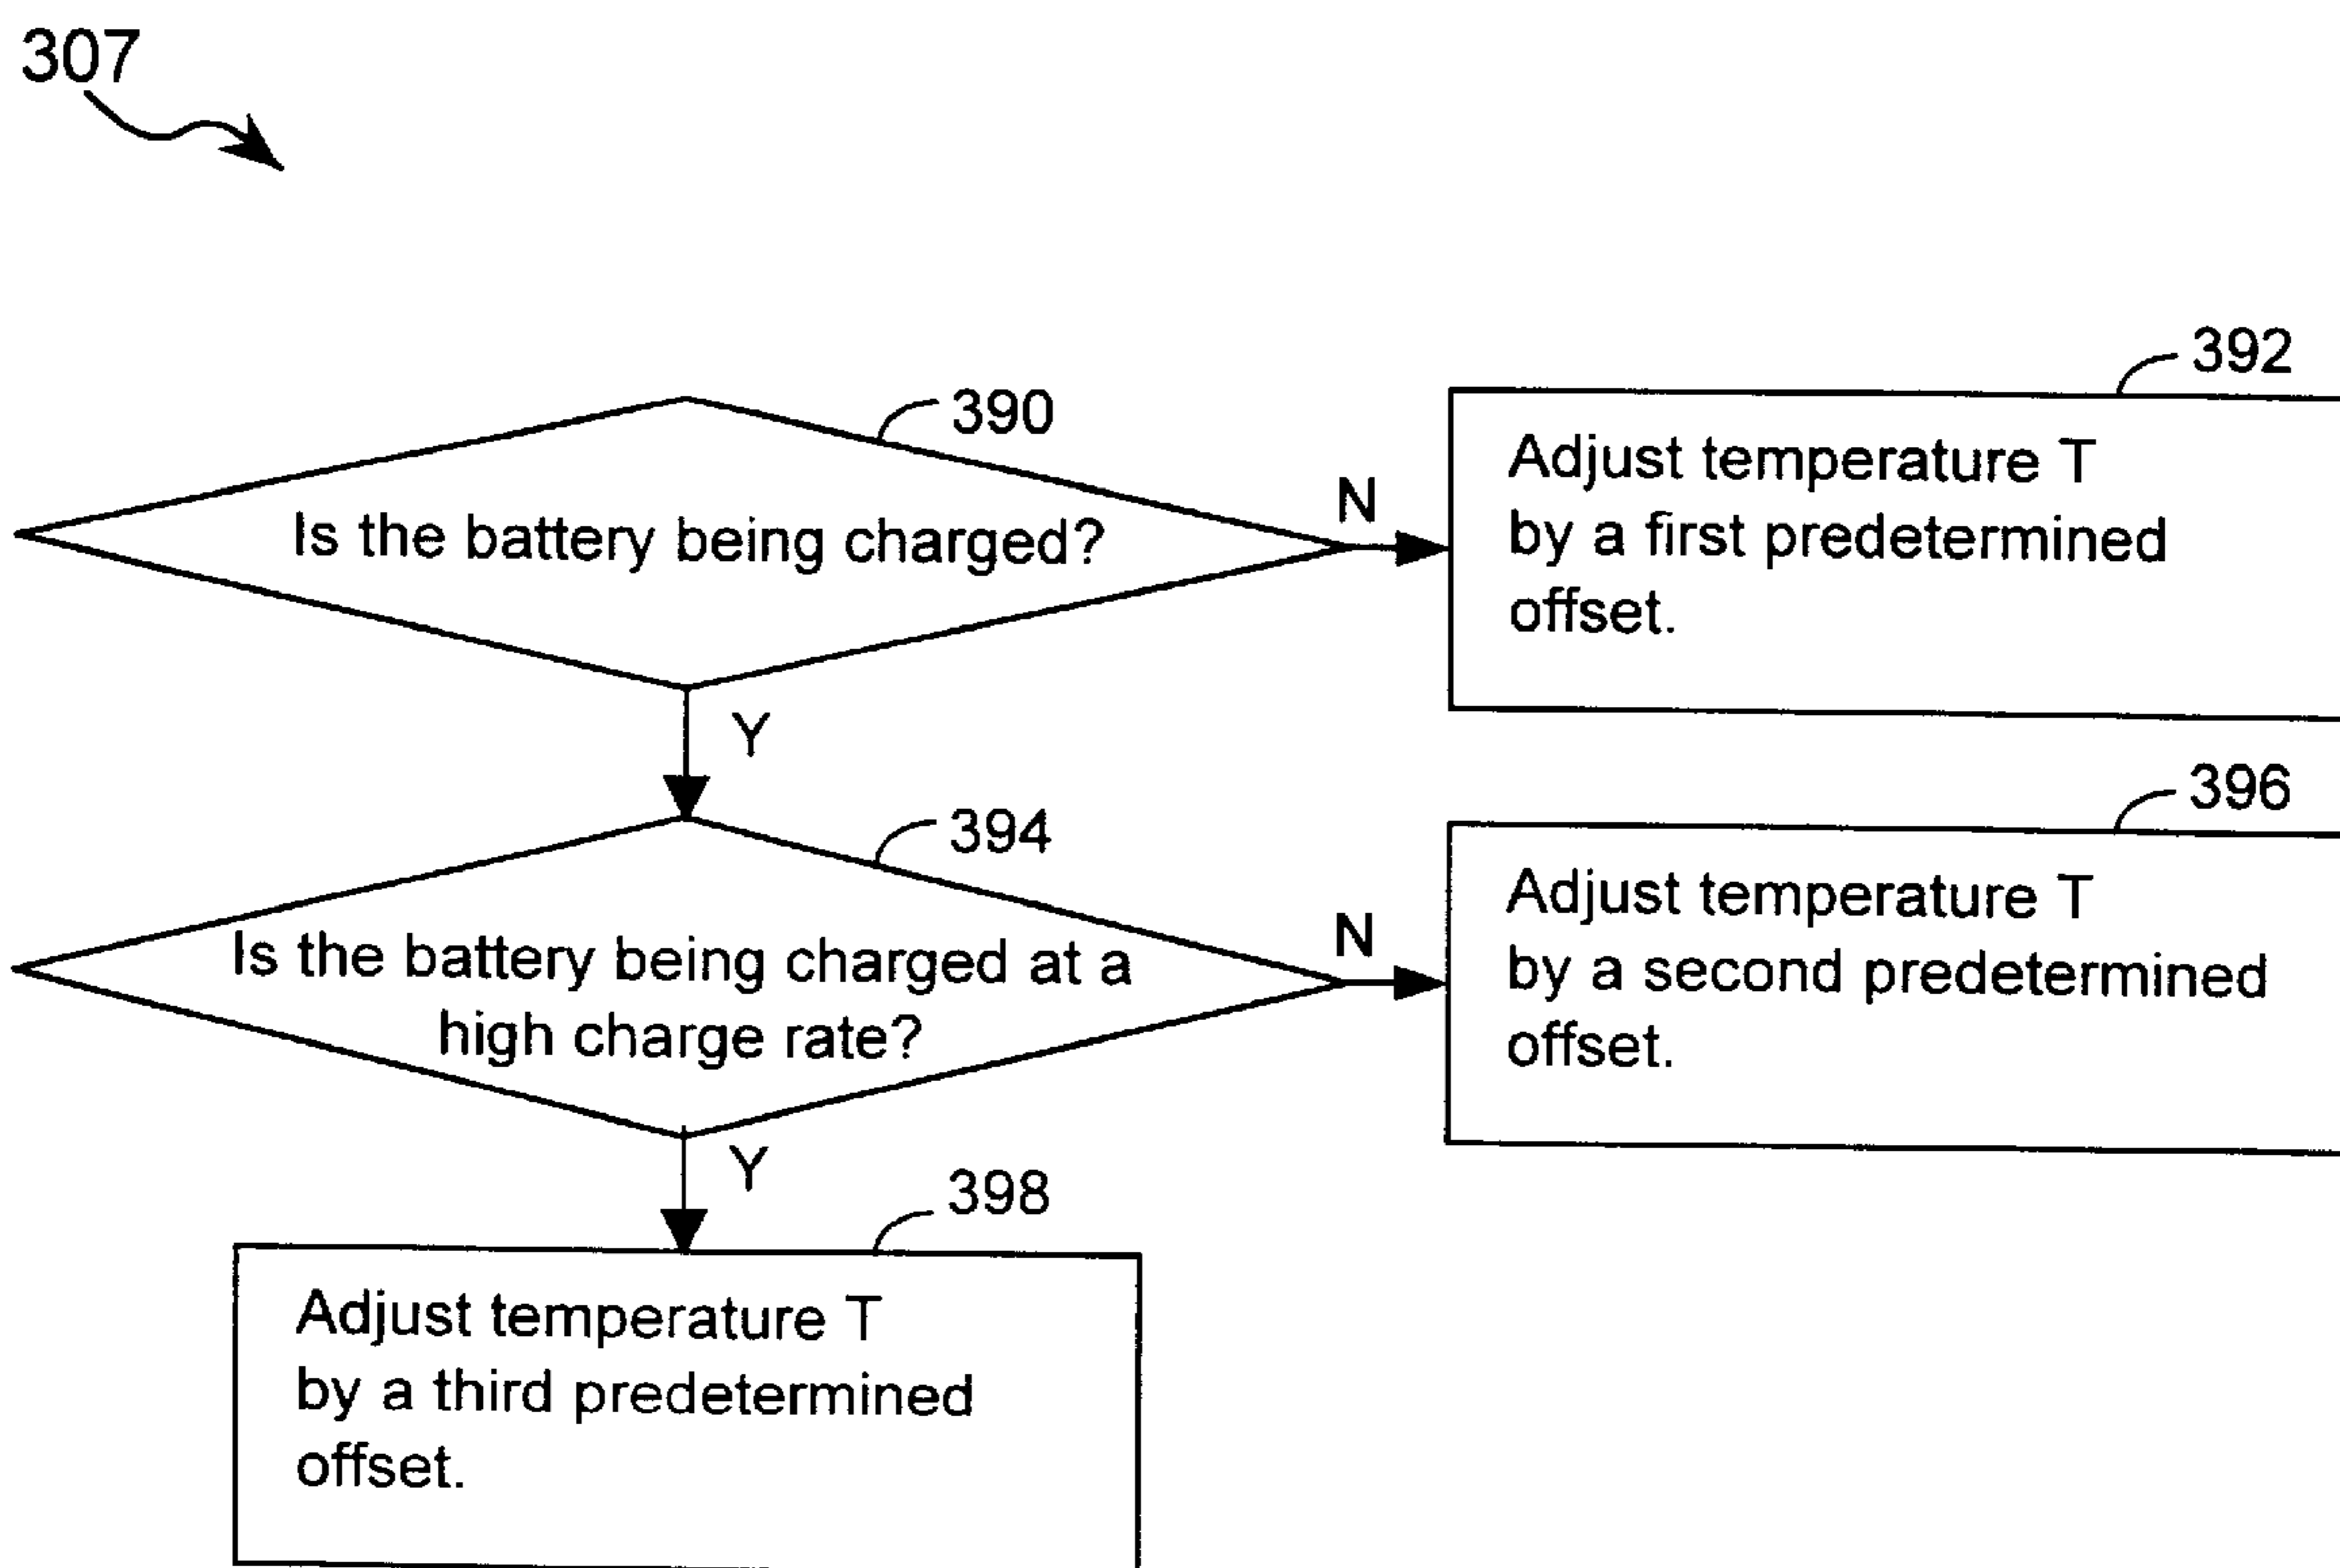 307
390
Is the battery being charged?
N
392
Adjust temperature T
by a first predetermined
offset.
Y
394
Is the battery being charged at a
high charge rate?
N
396
Adjust temperature T
by a second predetermined
offset.
Y
398
Adjust temperature T
by a third predetermined
offset.